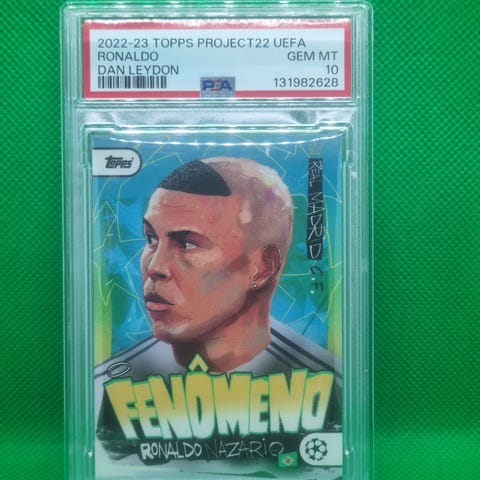 2022-23 TOPPS PROJECT22 UEFA
RONALDO GEM MT
DAN LEYDON 10
PSA 131982628
Topps
REAL MADRID C.F.
O FENÔMENO
RONALDO NAZÁRIO